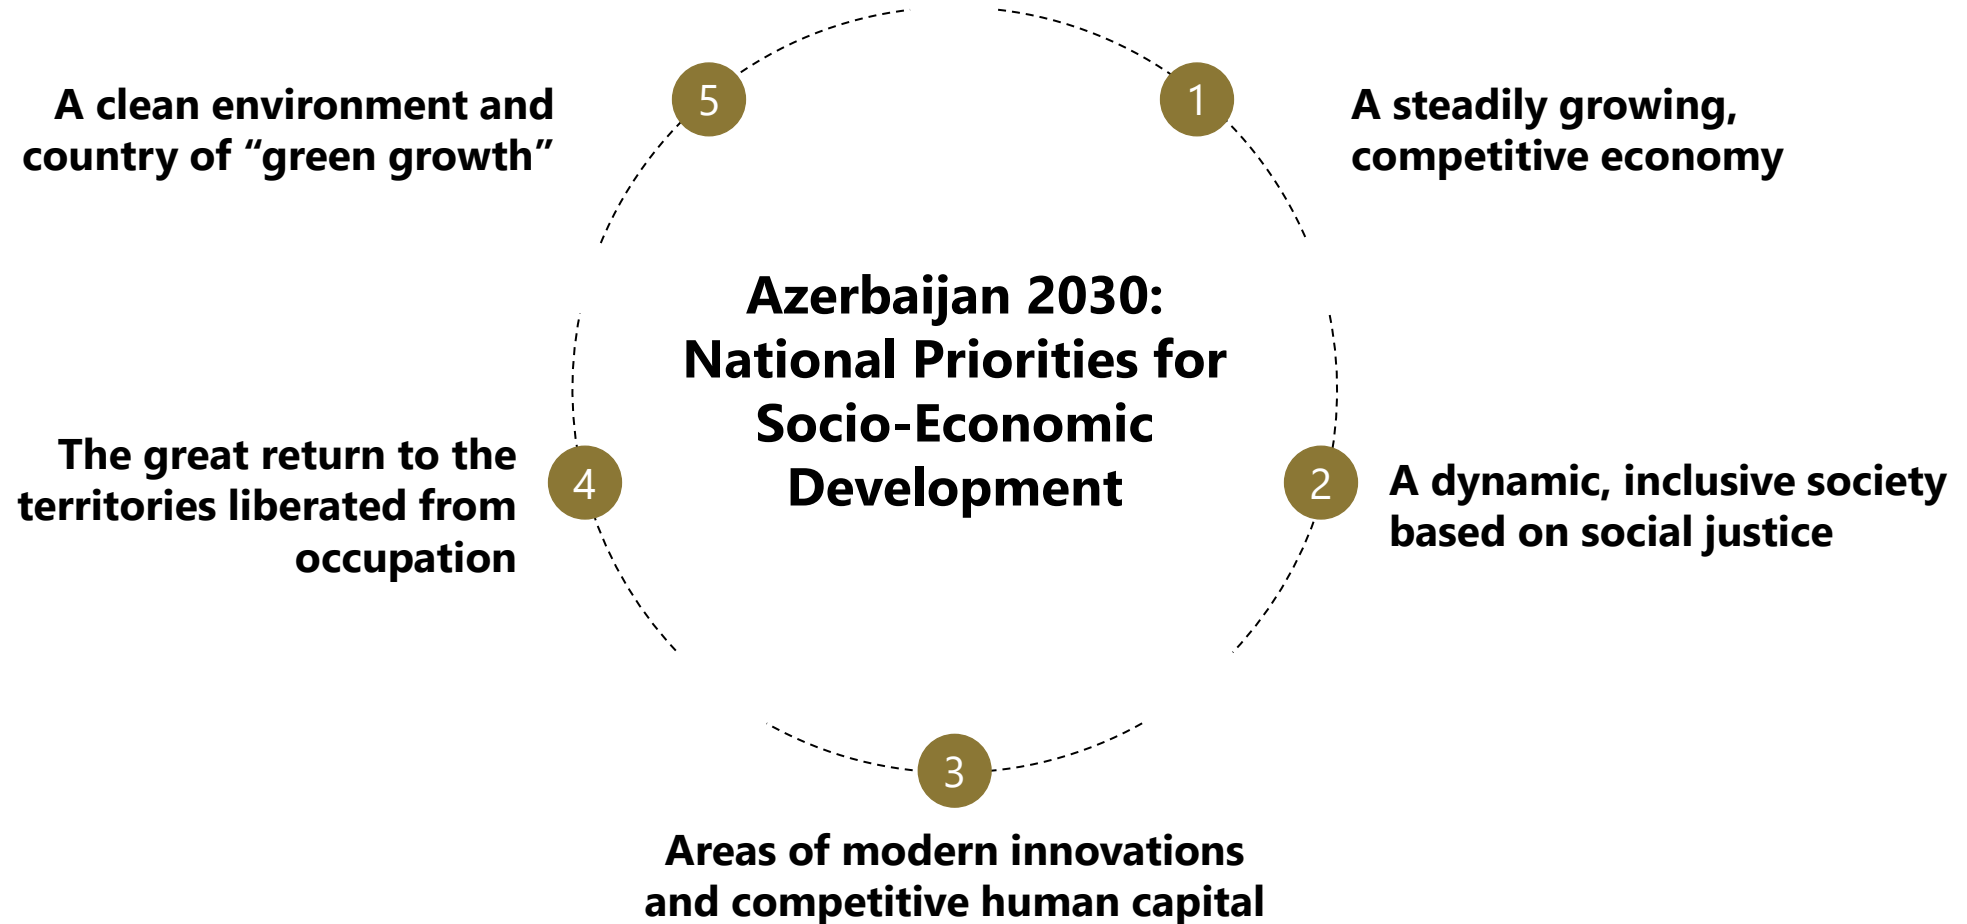 Azerbaijan 2030:
National Priorities for
Socio-Economic
Development
1
A steadily growing,
competitive economy
2
A dynamic, inclusive society
based on social justice
3
Areas of modern innovations
and competitive human capital
4
The great return to the
territories liberated from
occupation
5
A clean environment and
country of “green growth”